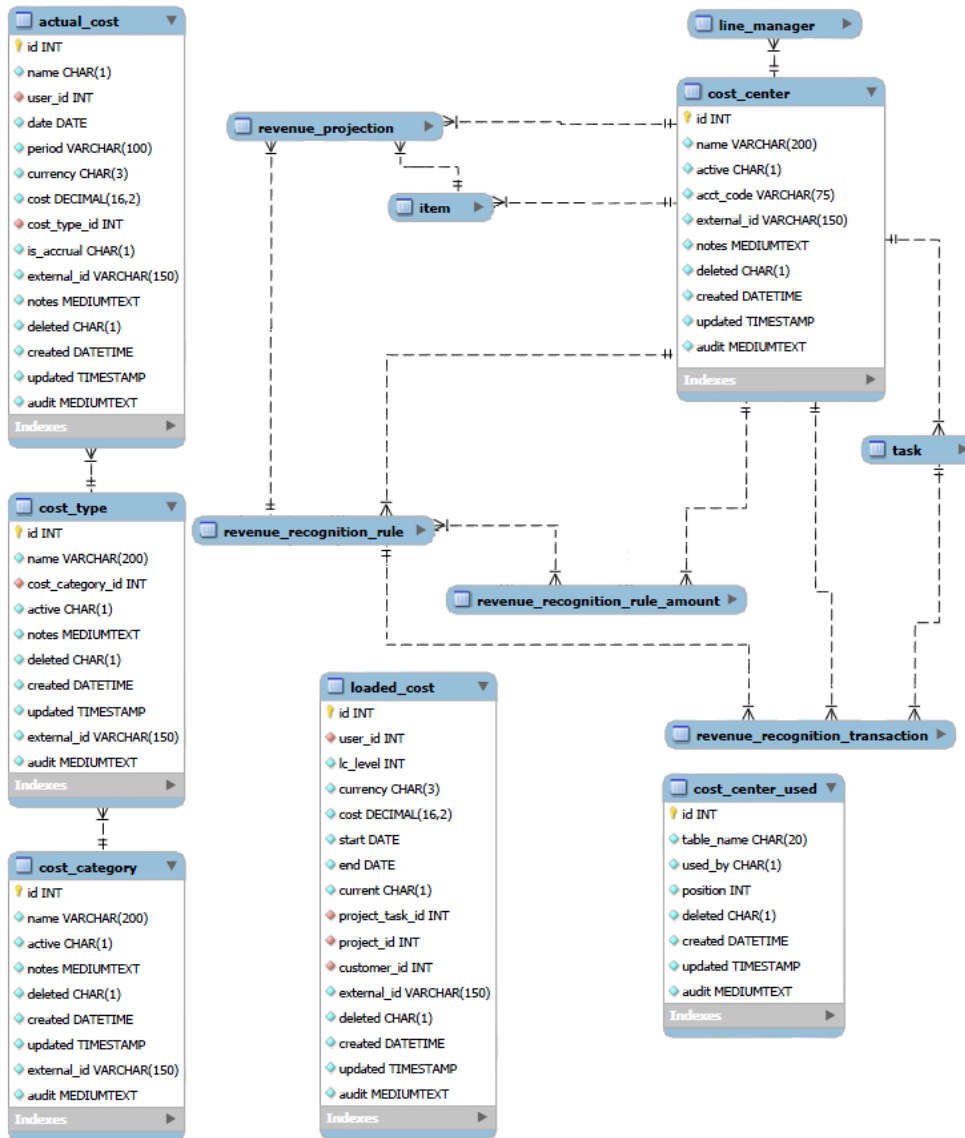 actual_cost
id INT
name CHAR(1)
user_id INT
date DATE
period VARCHAR(100)
currency CHAR(3)
cost DECIMAL(16,2)
cost_type_id INT
is_accrual CHAR(1)
external_id VARCHAR(150)
notes MEDIUMTEXT
deleted CHAR(1)
created DATETIME
updated TIMESTAMP
audit MEDIUMTEXT
Indexes
cost_type
id INT
name VARCHAR(200)
cost_category_id INT
active CHAR(1)
notes MEDIUMTEXT
deleted CHAR(1)
created DATETIME
updated TIMESTAMP
external_id VARCHAR(150)
audit MEDIUMTEXT
Indexes
cost_category
id INT
name VARCHAR(200)
active CHAR(1)
notes MEDIUMTEXT
deleted CHAR(1)
created DATETIME
updated TIMESTAMP
external_id VARCHAR(150)
audit MEDIUMTEXT
Indexes
revenue_projection
item
revenue_recognition_rule
revenue_recognition_rule_amount
loaded_cost
id INT
user_id INT
lc_level INT
currency CHAR(3)
cost DECIMAL(16,2)
start DATE
end DATE
current CHAR(1)
project_task_id INT
project_id INT
customer_id INT
external_id VARCHAR(150)
deleted CHAR(1)
created DATETIME
updated TIMESTAMP
audit MEDIUMTEXT
Indexes
line_manager
cost_center
id INT
name VARCHAR(200)
active CHAR(1)
acct_code VARCHAR(75)
external_id VARCHAR(150)
notes MEDIUMTEXT
deleted CHAR(1)
created DATETIME
updated TIMESTAMP
audit MEDIUMTEXT
Indexes
task
revenue_recognition_transaction
cost_center_used
id INT
table_name CHAR(20)
used_by CHAR(1)
position INT
deleted CHAR(1)
created DATETIME
updated TIMESTAMP
audit MEDIUMTEXT
Indexes